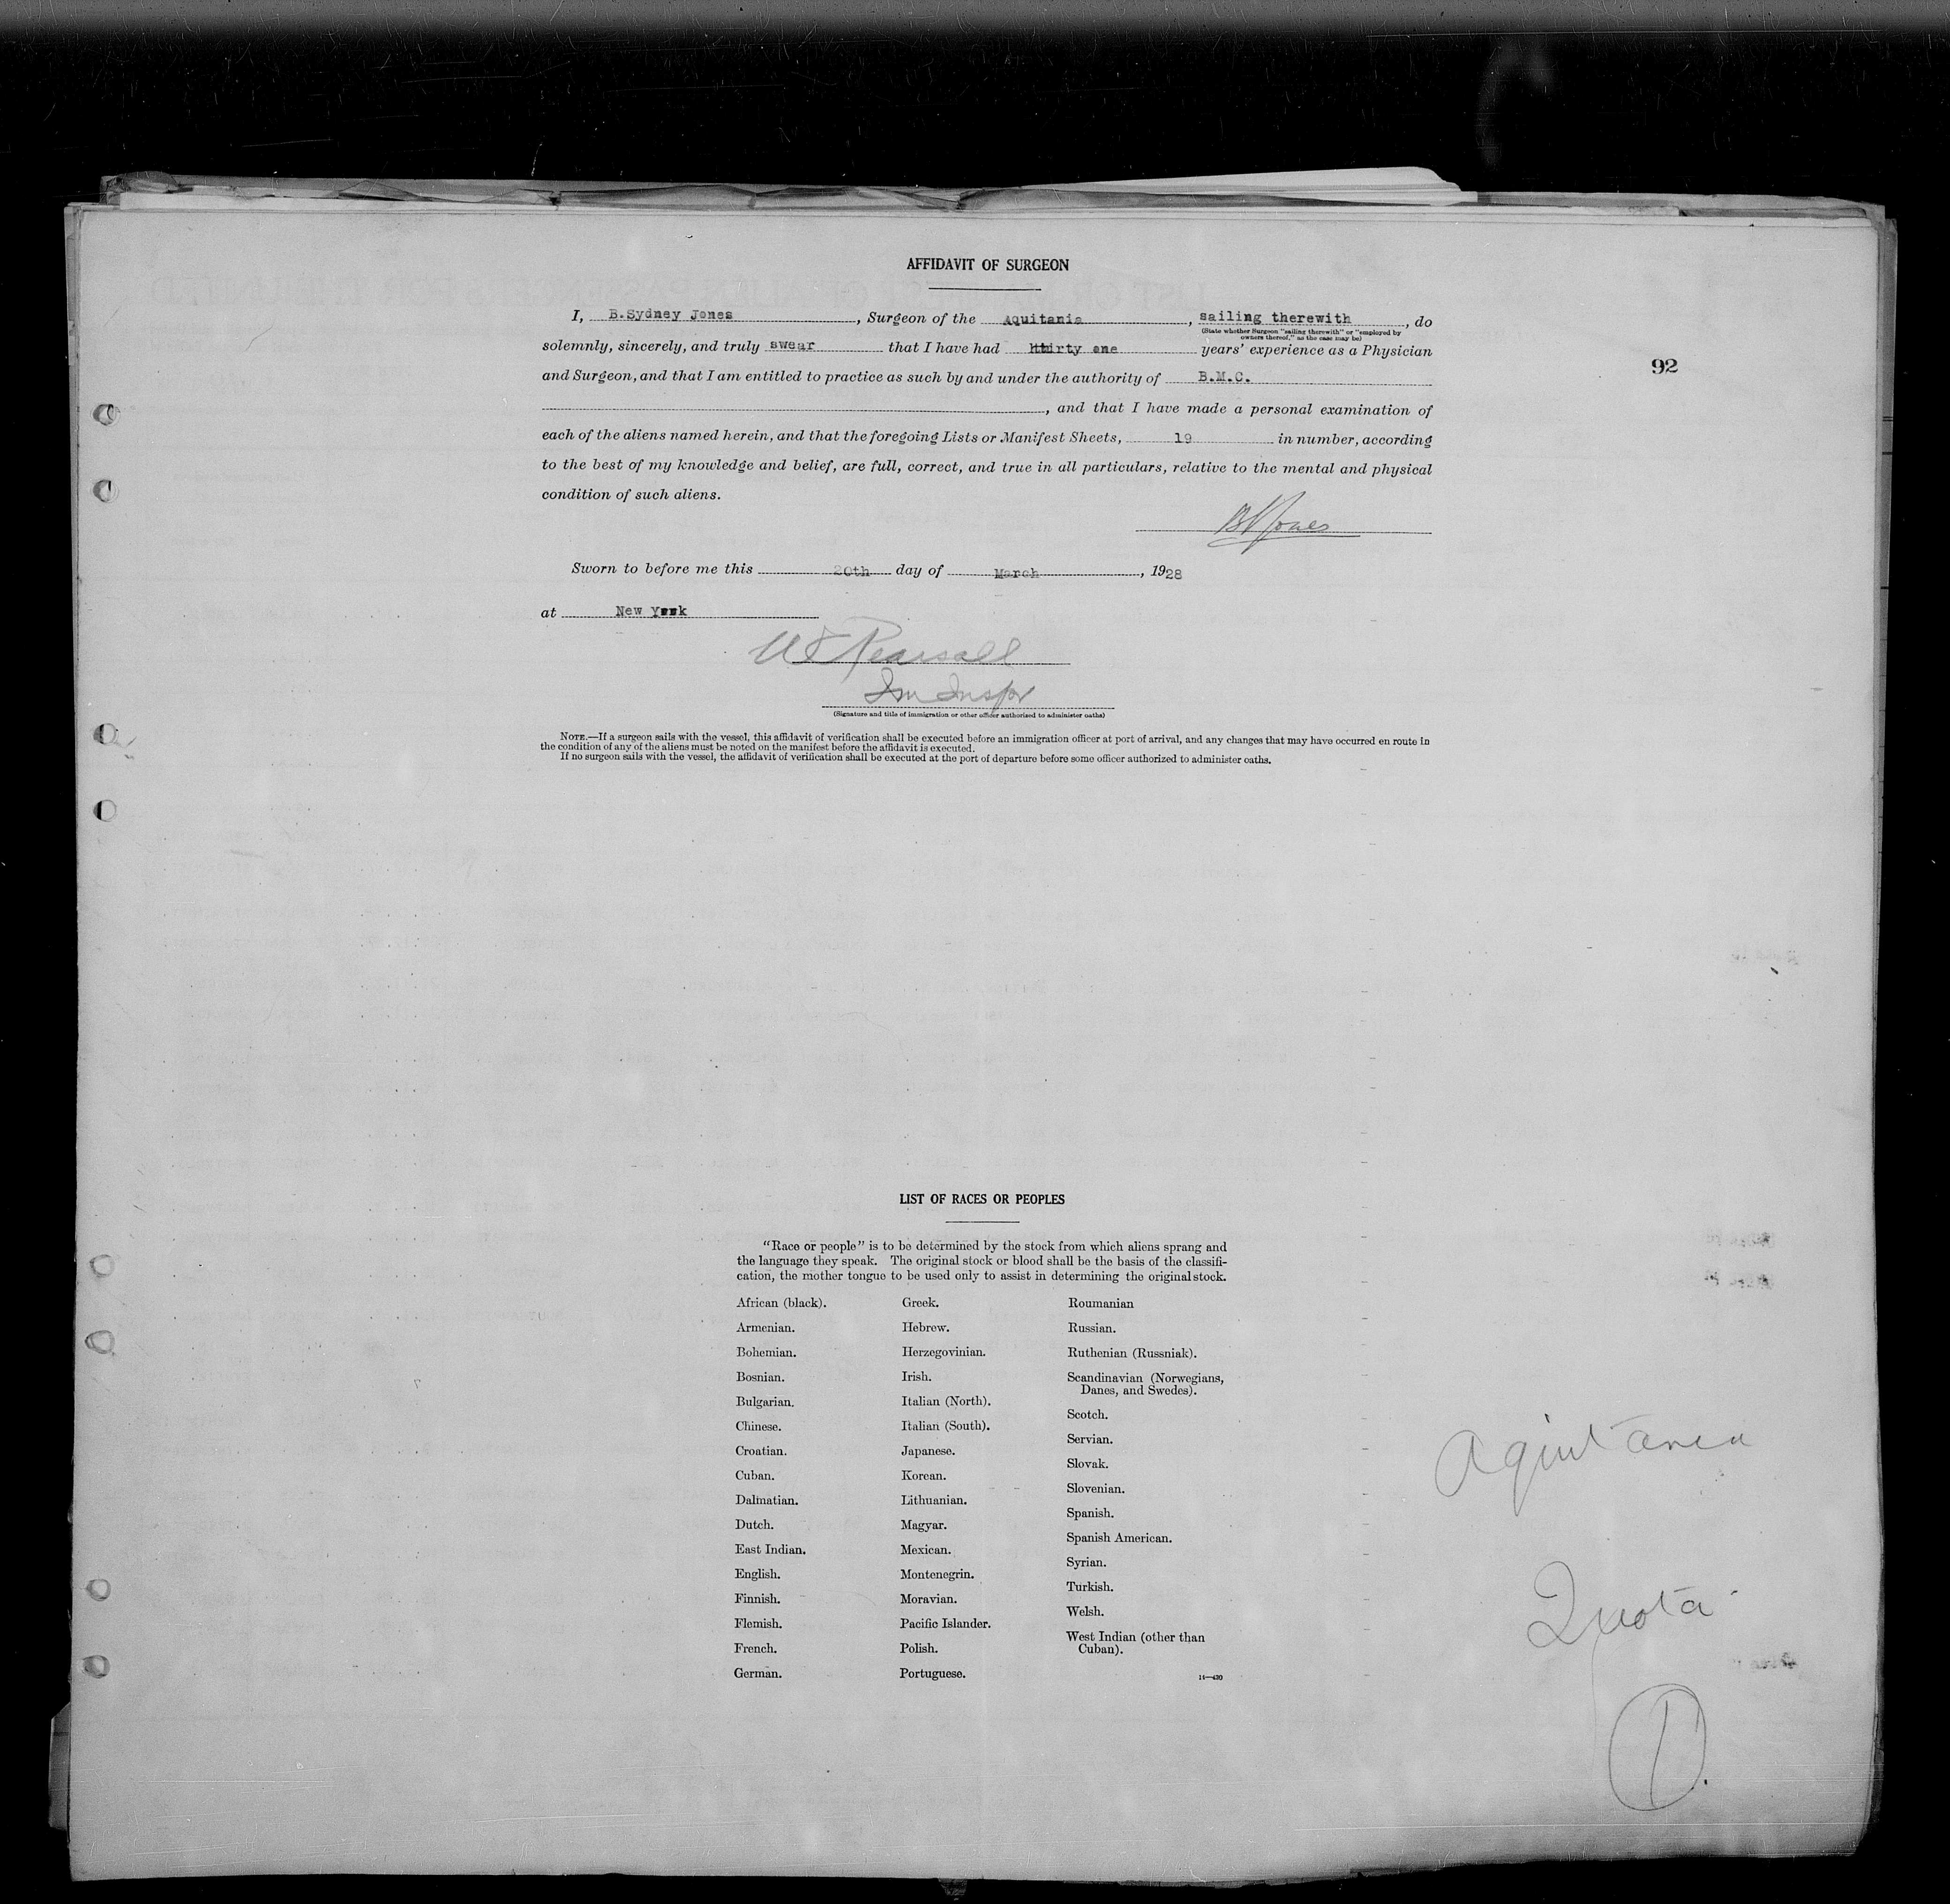 AFFIDAVIT OF SURGEON
I, B.Sydney Jones, Surgeon of the Aquitania, sailing therewith, do
(State whether Surgeon "sailing therewith" or "employed by
owners thereof," as the case may be)
solemnly, sincerely, and truly swear that I have had thirty one years' experience as a Physician
92
and Surgeon, and that I am entitled to practice as such by and under the authority of B.M.C.
, and that I have made a personal examination of
each of the aliens named herein, and that the foregoing Lists or Manifest Sheets, 19 in number, according
to the best of my knowledge and belief, are full, correct, and true in all particulars, relative to the mental and physical
condition of such aliens.
BSJones
Sworn to before me this 20th day of March, 1928
at New York
Pearsall
Im Inspr
(Signature and title of immigration or other officer authorized to administer oaths)
NOTE.—If a surgeon sails with the vessel, this affidavit of verification shall be executed before an immigration officer at port of arrival, and any changes that may have occurred en route in
the condition of any of the aliens must be noted on the manifest before the affidavit is executed.
If no surgeon sails with the vessel, the affidavit of verification shall be executed at the port of departure before some officer authorized to administer oaths.
LIST OF RACES OR PEOPLES
"Race or people" is to be determined by the stock from which aliens sprang and
the language they speak. The original stock or blood shall be the basis of the classifi-
cation, the mother tongue to be used only to assist in determining the original stock.
African (black).
Armenian.
Bohemian.
Bosnian.
Bulgarian.
Chinese.
Croatian.
Cuban.
Dalmatian.
Dutch.
East Indian.
English.
Finnish.
Flemish.
French.
German.
Greek.
Hebrew.
Herzegovinian.
Irish.
Italian (North).
Italian (South).
Japanese.
Korean.
Lithuanian.
Magyar.
Mexican.
Montenegrin.
Moravian.
Pacific Islander.
Polish.
Portuguese.
Roumanian
Russian.
Ruthenian (Russniak).
Scandinavian (Norwegians,
Danes, and Swedes).
Scotch.
Servian.
Slovak.
Slovenian.
Spanish.
Spanish American.
Syrian.
Turkish.
Welsh.
West Indian (other than
Cuban).
14—430
Aquitania
Quota
1